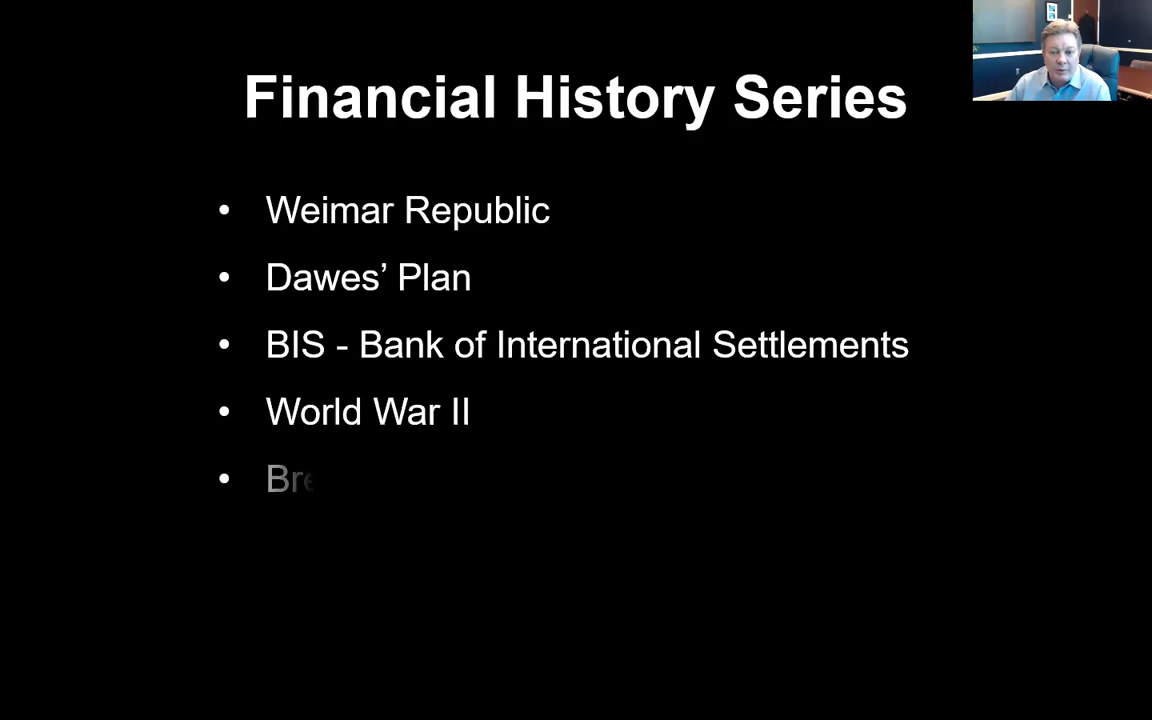 Financial History Series
• Weimar Republic
• Dawes’ Plan
• BIS - Bank of International Settlements
• World War II
• Bre